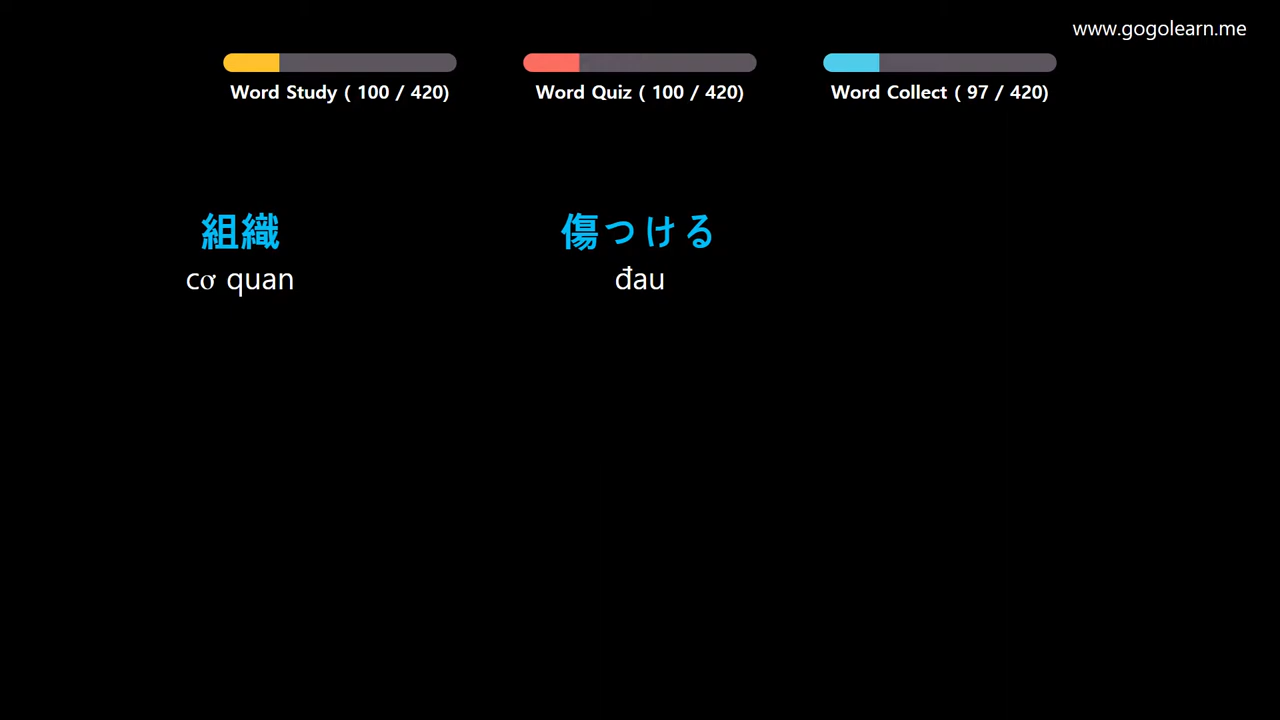 www.gogolearn.me
Word Study ( 100 / 420)
Word Quiz ( 100 / 420)
Word Collect ( 97 / 420)
組織
cơ quan
傷つける
đau